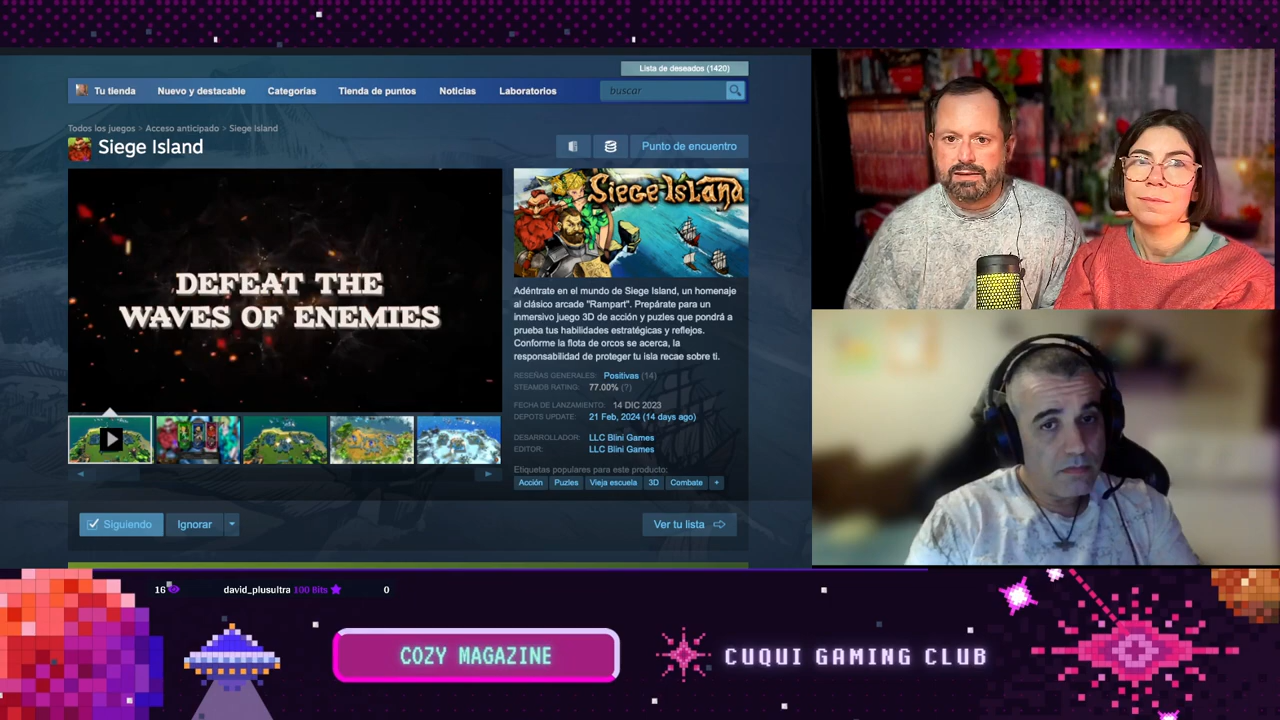 Lista de deseados (1420)
Tu tienda Nuevo y destacable Categorías Tienda de puntos Noticias Laboratorios buscar
Todos los juegos > Acceso anticipado > Siege Island
Siege Island
Punto de encuentro
DEFEAT THE
WAVES OF ENEMIES
Siege Island
Adéntrate en el mundo de Siege Island, un homenaje
al clásico arcade "Rampart". Prepárate para un
inmersivo juego 3D de acción y puzles que pondrá a
prueba tus habilidades estratégicas y reflejos.
Conforme la flota de orcos se acerca, la
responsabilidad de proteger tu isla recae sobre ti.
RESEÑAS GENERALES: Positivas (14)
STEAMDB RATING: 77.00% (?)
FECHA DE LANZAMIENTO: 14 DIC 2023
DEPOTS UPDATE: 21 Feb, 2024 (14 days ago)
DESARROLLADOR: LLC Blini Games
EDITOR: LLC Blini Games
Etiquetas populares para este producto:
Acción Puzles Vieja escuela 3D Combate +
Siguiendo Ignorar Ver tu lista
16 david_plusultra 100 Bits 0
COZY MAGAZINE
CUQUI GAMING CLUB